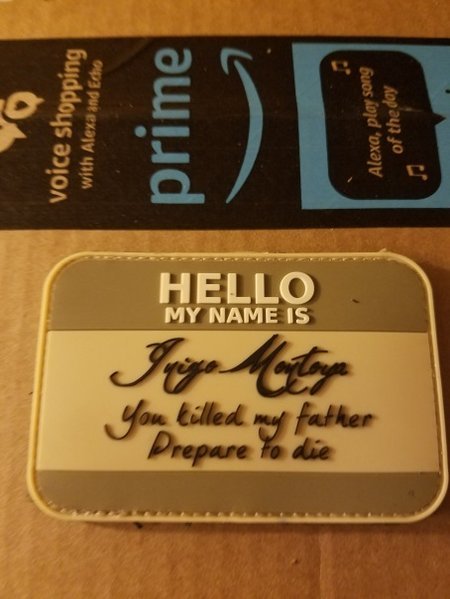 voice shopping
with Alexa and Echo
prime
Alexa, play song
of the day
HELLO
MY NAME IS
Inigo Montoya
You killed my father
Prepare to die